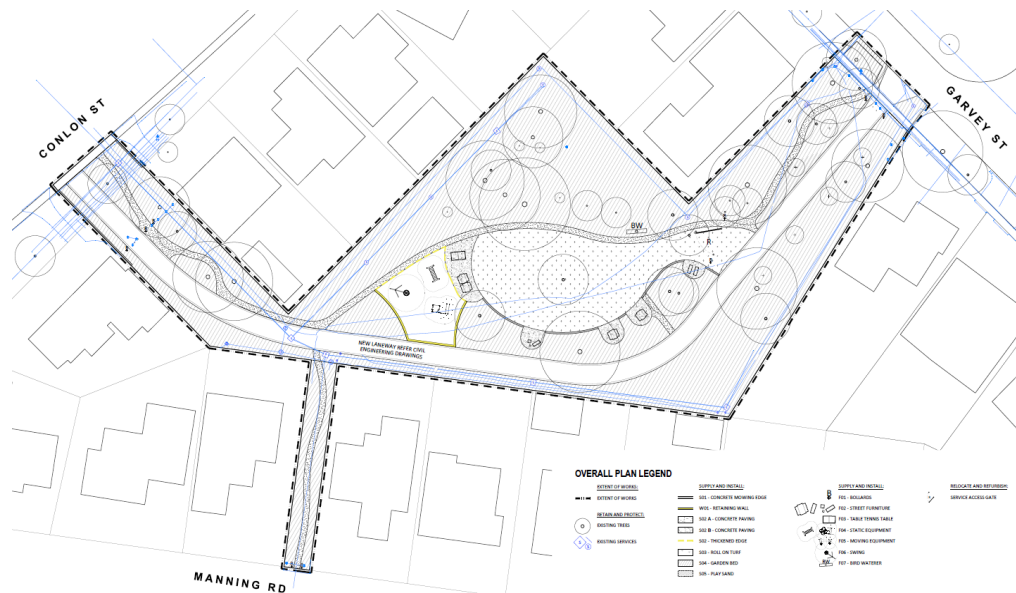 CONLON ST
GARVEY ST
BW
R
NEW LANEWAY REFER CIVIL
ENGINEERING DRAWINGS
MANNING RD
OVERALL PLAN LEGEND
EXTENT OF WORKS:
EXTENT OF WORKS
RETAIN AND PROTECT:
EXISTING TREES
EXISTING SERVICES
SUPPLY AND INSTALL:
S01 - CONCRETE MOWING EDGE
W01 - RETAINING WALL
S02 A - CONCRETE PAVING
S02 B - CONCRETE PAVING
S02 - THICKENED EDGE
S03 - ROLL ON TURF
S04 - GARDEN BED
S05 - PLAY SAND
SUPPLY AND INSTALL:
F01 - BOLLARDS
F02 - STREET FURNITURE
F03 - TABLE TENNIS TABLE
F04 - STATIC EQUIPMENT
F05 - MOVING EQUIPMENT
F06 - SWING
BW
F07 - BIRD WATERER
RELOCATE AND REFURBISH:
SERVICE ACCESS GATE